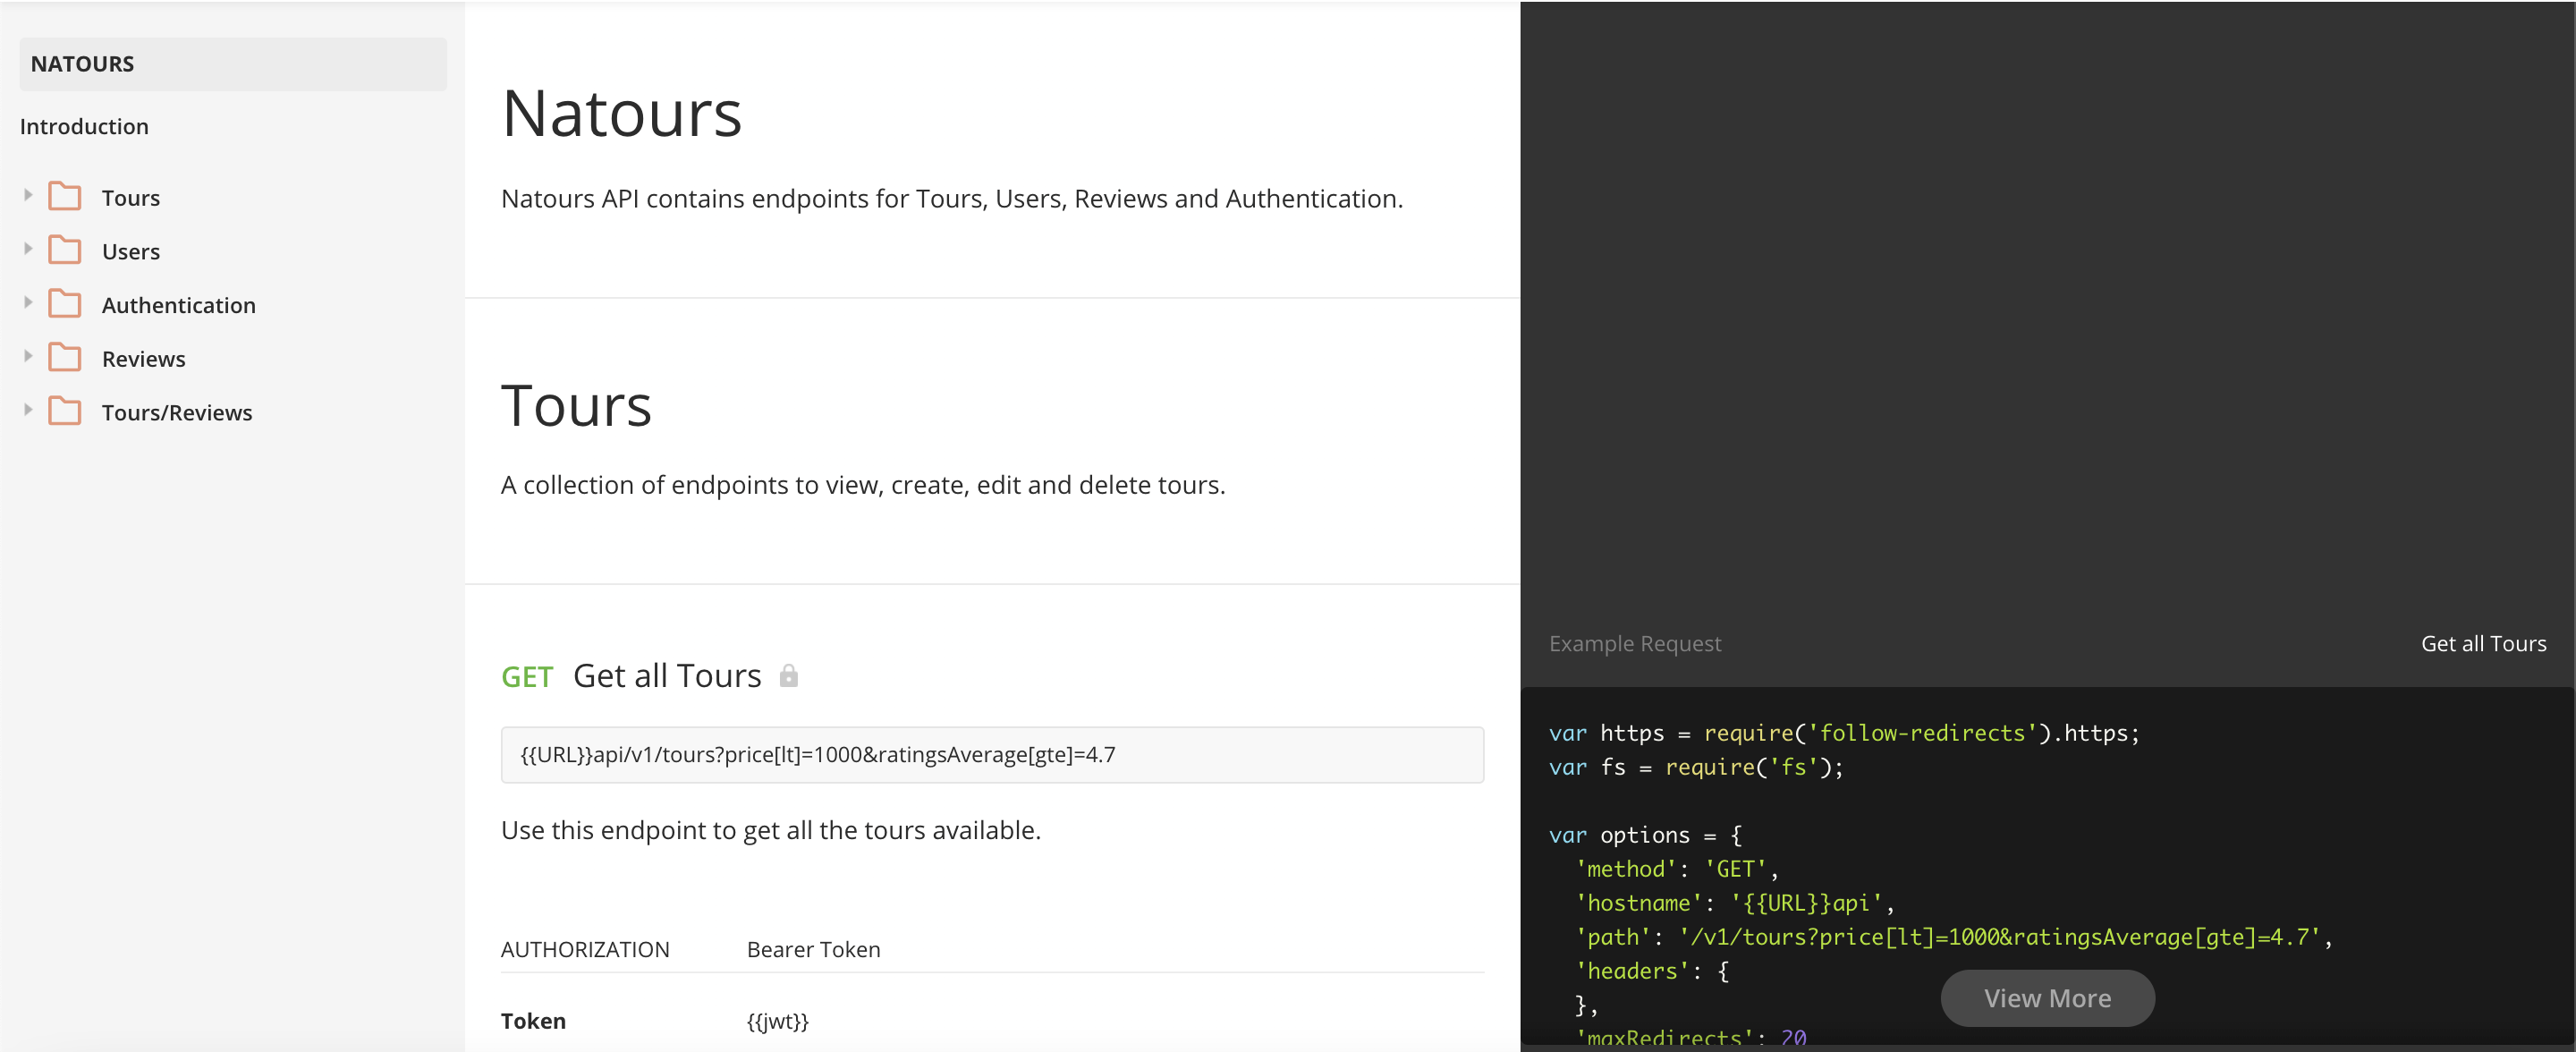 NATOURS
Introduction
Tours
Users
Authentication
Reviews
Tours/Reviews
Natours
Natours API contains endpoints for Tours, Users, Reviews and Authentication.
Tours
A collection of endpoints to view, create, edit and delete tours.
GET Get all Tours
{{URL}}api/v1/tours?price[lt]=1000&ratingsAverage[gte]=4.7
Use this endpoint to get all the tours available.
AUTHORIZATION Bearer Token
Token {{jwt}}
Example Request Get all Tours
var https = require('follow-redirects').https;
var fs = require('fs');
var options = {
'method': 'GET',
'hostname': '{{URL}}api',
'path': '/v1/tours?price[lt]=1000&ratingsAverage[gte]=4.7',
'headers': {
},
'maxRedirects': 20
View More